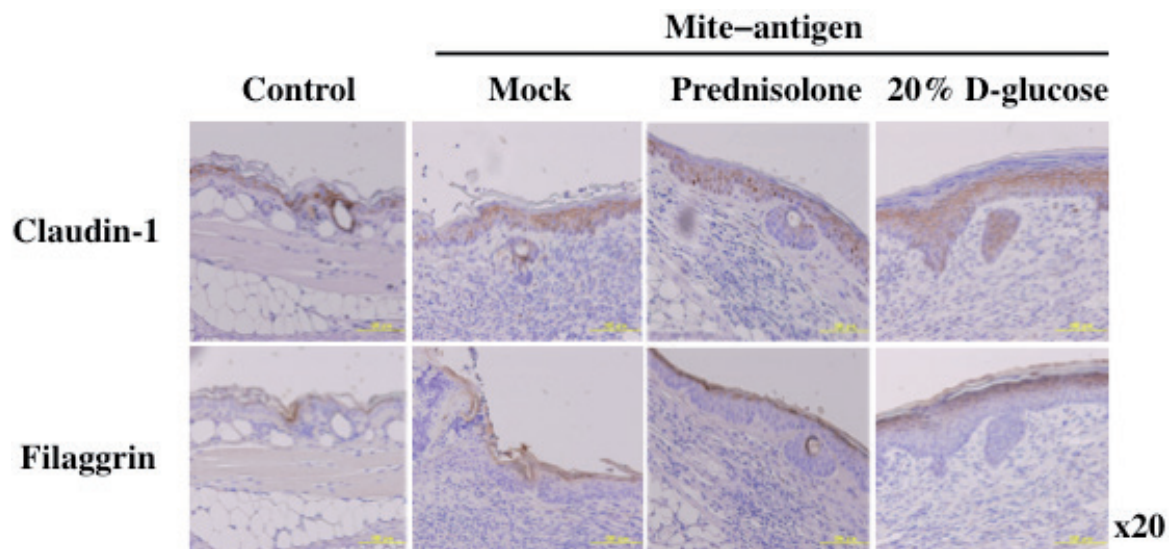 Mite–antigen
Control Mock Prednisolone 20% D-glucose
Claudin-1
Filaggrin
x20